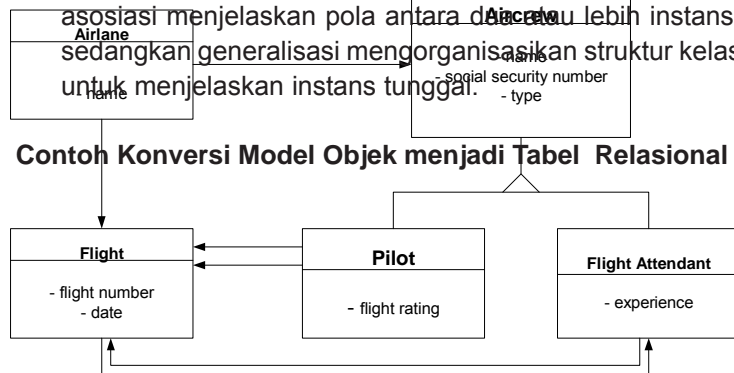 asosiasi menjelaskan pola antara dua atau lebih instans
Aircrew
Airlane
sedangkan generalisasi mengorganisasikan struktur kelas
- name
- social security number
untuk menjelaskan instans tunggal.
- name
- type
Contoh Konversi Model Objek menjadi Tabel Relasional
Flight
Pilot
Flight Attendant
- flight number
- date
- flight rating
- experience